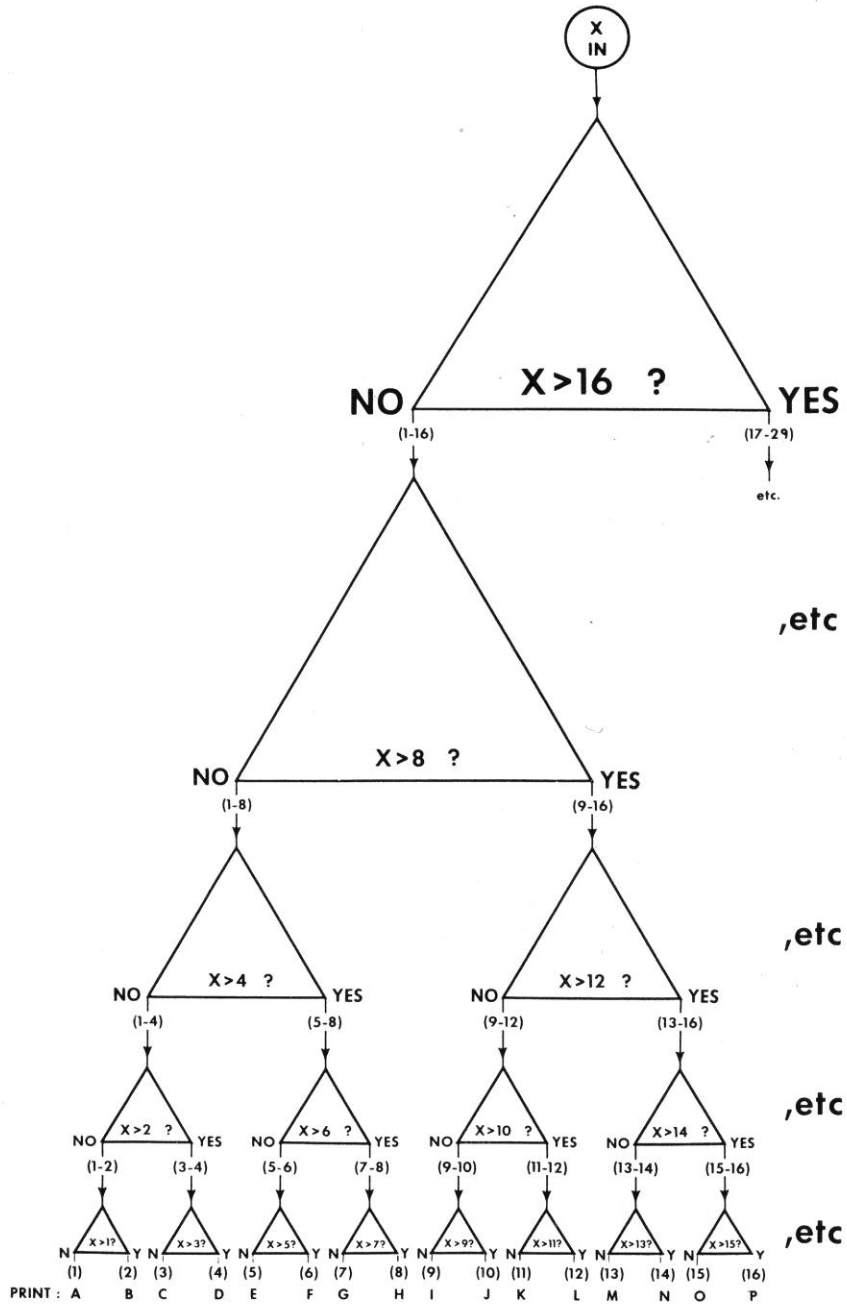 X
IN
NO X>16 ? YES
(1-16) (17-29)
etc.
,etc
NO X>8 ? YES
(1-8) (9-16)
,etc
NO X>4 ? YES NO X>12 ? YES
(1-4) (5-8) (9-12) (13-16)
,etc
NO X>2 ? YES NO X>6 ? YES NO X>10 ? YES NO X>14 ? YES
(1-2) (3-4) (5-6) (7-8) (9-10) (11-12) (13-14) (15-16)
,etc
N X>1? Y N X>3? Y N X>5? Y N X>7? Y N X>9? Y N X>11? Y N X>13? Y N X>15? Y
(1) (2) (3) (4) (5) (6) (7) (8) (9) (10) (11) (12) (13) (14) (15) (16)
PRINT : A B C D E F G H I J K L M N O P